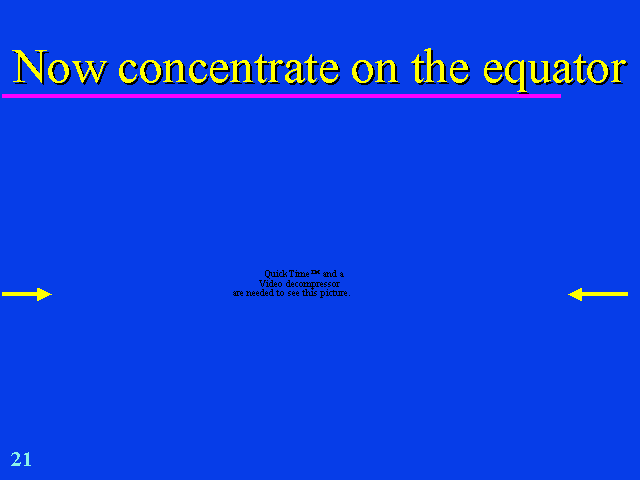 Now concentrate on the equator
QuickTime™ and a
Video decompressor
are needed to see this picture.
21